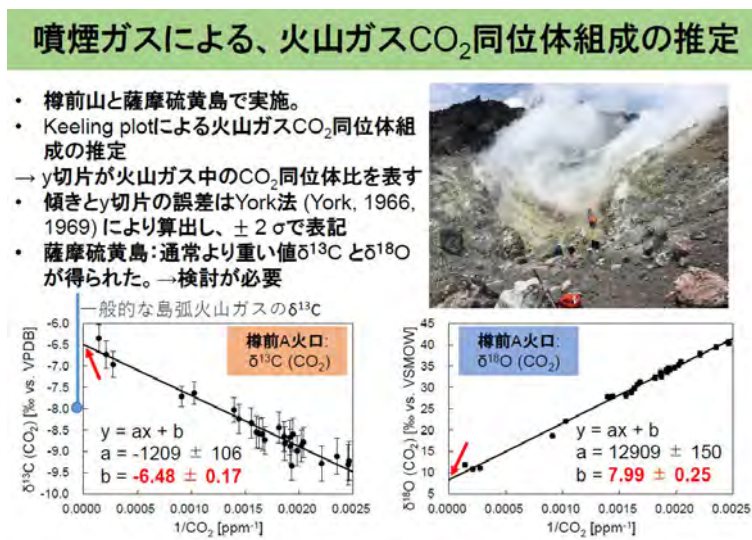 噴煙ガスによる、火山ガスCO₂同位体組成の推定
• 樽前山と薩摩硫黄島で実施。
• Keeling plotによる火山ガスCO₂同位体組
成の推定
→ y切片が火山ガス中のCO₂同位体比を表す
• 傾きとy切片の誤差はYork法 (York, 1966,
1969) により算出し、 ± 2 σで表記
• 薩摩硫黄島:通常より重い値δ¹³C とδ¹⁸O
が得られた。→検討が必要
一般的な島弧火山ガスのδ¹³C
δ¹³C (CO₂) [‰ vs. VPDB]
-6.0
-6.5
-7.0
-7.5
-8.0
-8.5
-9.0
-9.5
-10.0
樽前A火口:
δ¹³C (CO₂)
y = ax + b
a = -1209 ± 106
b = -6.48 ± 0.17
0.0000 0.0005 0.0010 0.0015 0.0020 0.0025
1/CO₂ [ppm⁻¹]
δ¹⁸O (CO₂) [‰ vs. VSMOW]
45
40
35
30
25
20
15
10
5
樽前A火口:
δ¹⁸O (CO₂)
y = ax + b
a = 12909 ± 150
b = 7.99 ± 0.25
0.0000 0.0005 0.0010 0.0015 0.0020 0.0025
1/CO₂ [ppm⁻¹]